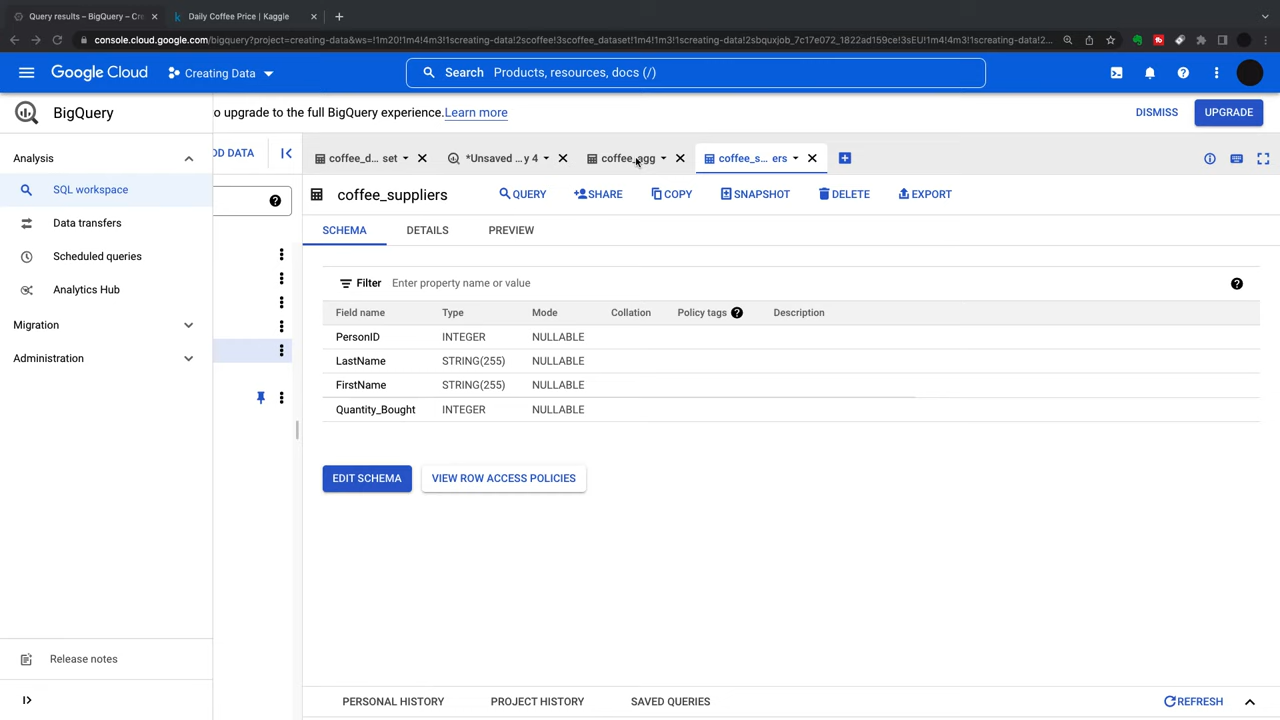 Query results – BigQuery – Cre
Daily Coffee Price | Kaggle
console.cloud.google.com/bigquery?project=creating-data&ws=!1m20!1m4!4m3!1screating-data!2scoffee!3scoffee_dataset!1m4!1m3!1screating-data!2sbquxjob_7c17e072_1822ad159ce!3sEU!1m4!4m3!1screating-data!2...
Google Cloud
Creating Data
Search Products, resources, docs (/)
BigQuery
o upgrade to the full BigQuery experience. Learn more
DISMISS
UPGRADE
Analysis
DD DATA
coffee_d... set
*Unsaved ...y 4
coffee_agg
coffee_s... ers
SQL workspace
coffee_suppliers
QUERY
SHARE
COPY
SNAPSHOT
DELETE
EXPORT
Data transfers
SCHEMA
DETAILS
PREVIEW
Scheduled queries
Analytics Hub
Filter Enter property name or value
Migration
Field name Type Mode Collation Policy tags Description
PersonID INTEGER NULLABLE
Administration
LastName STRING(255) NULLABLE
FirstName STRING(255) NULLABLE
Quantity_Bought INTEGER NULLABLE
EDIT SCHEMA
VIEW ROW ACCESS POLICIES
Release notes
PERSONAL HISTORY
PROJECT HISTORY
SAVED QUERIES
REFRESH